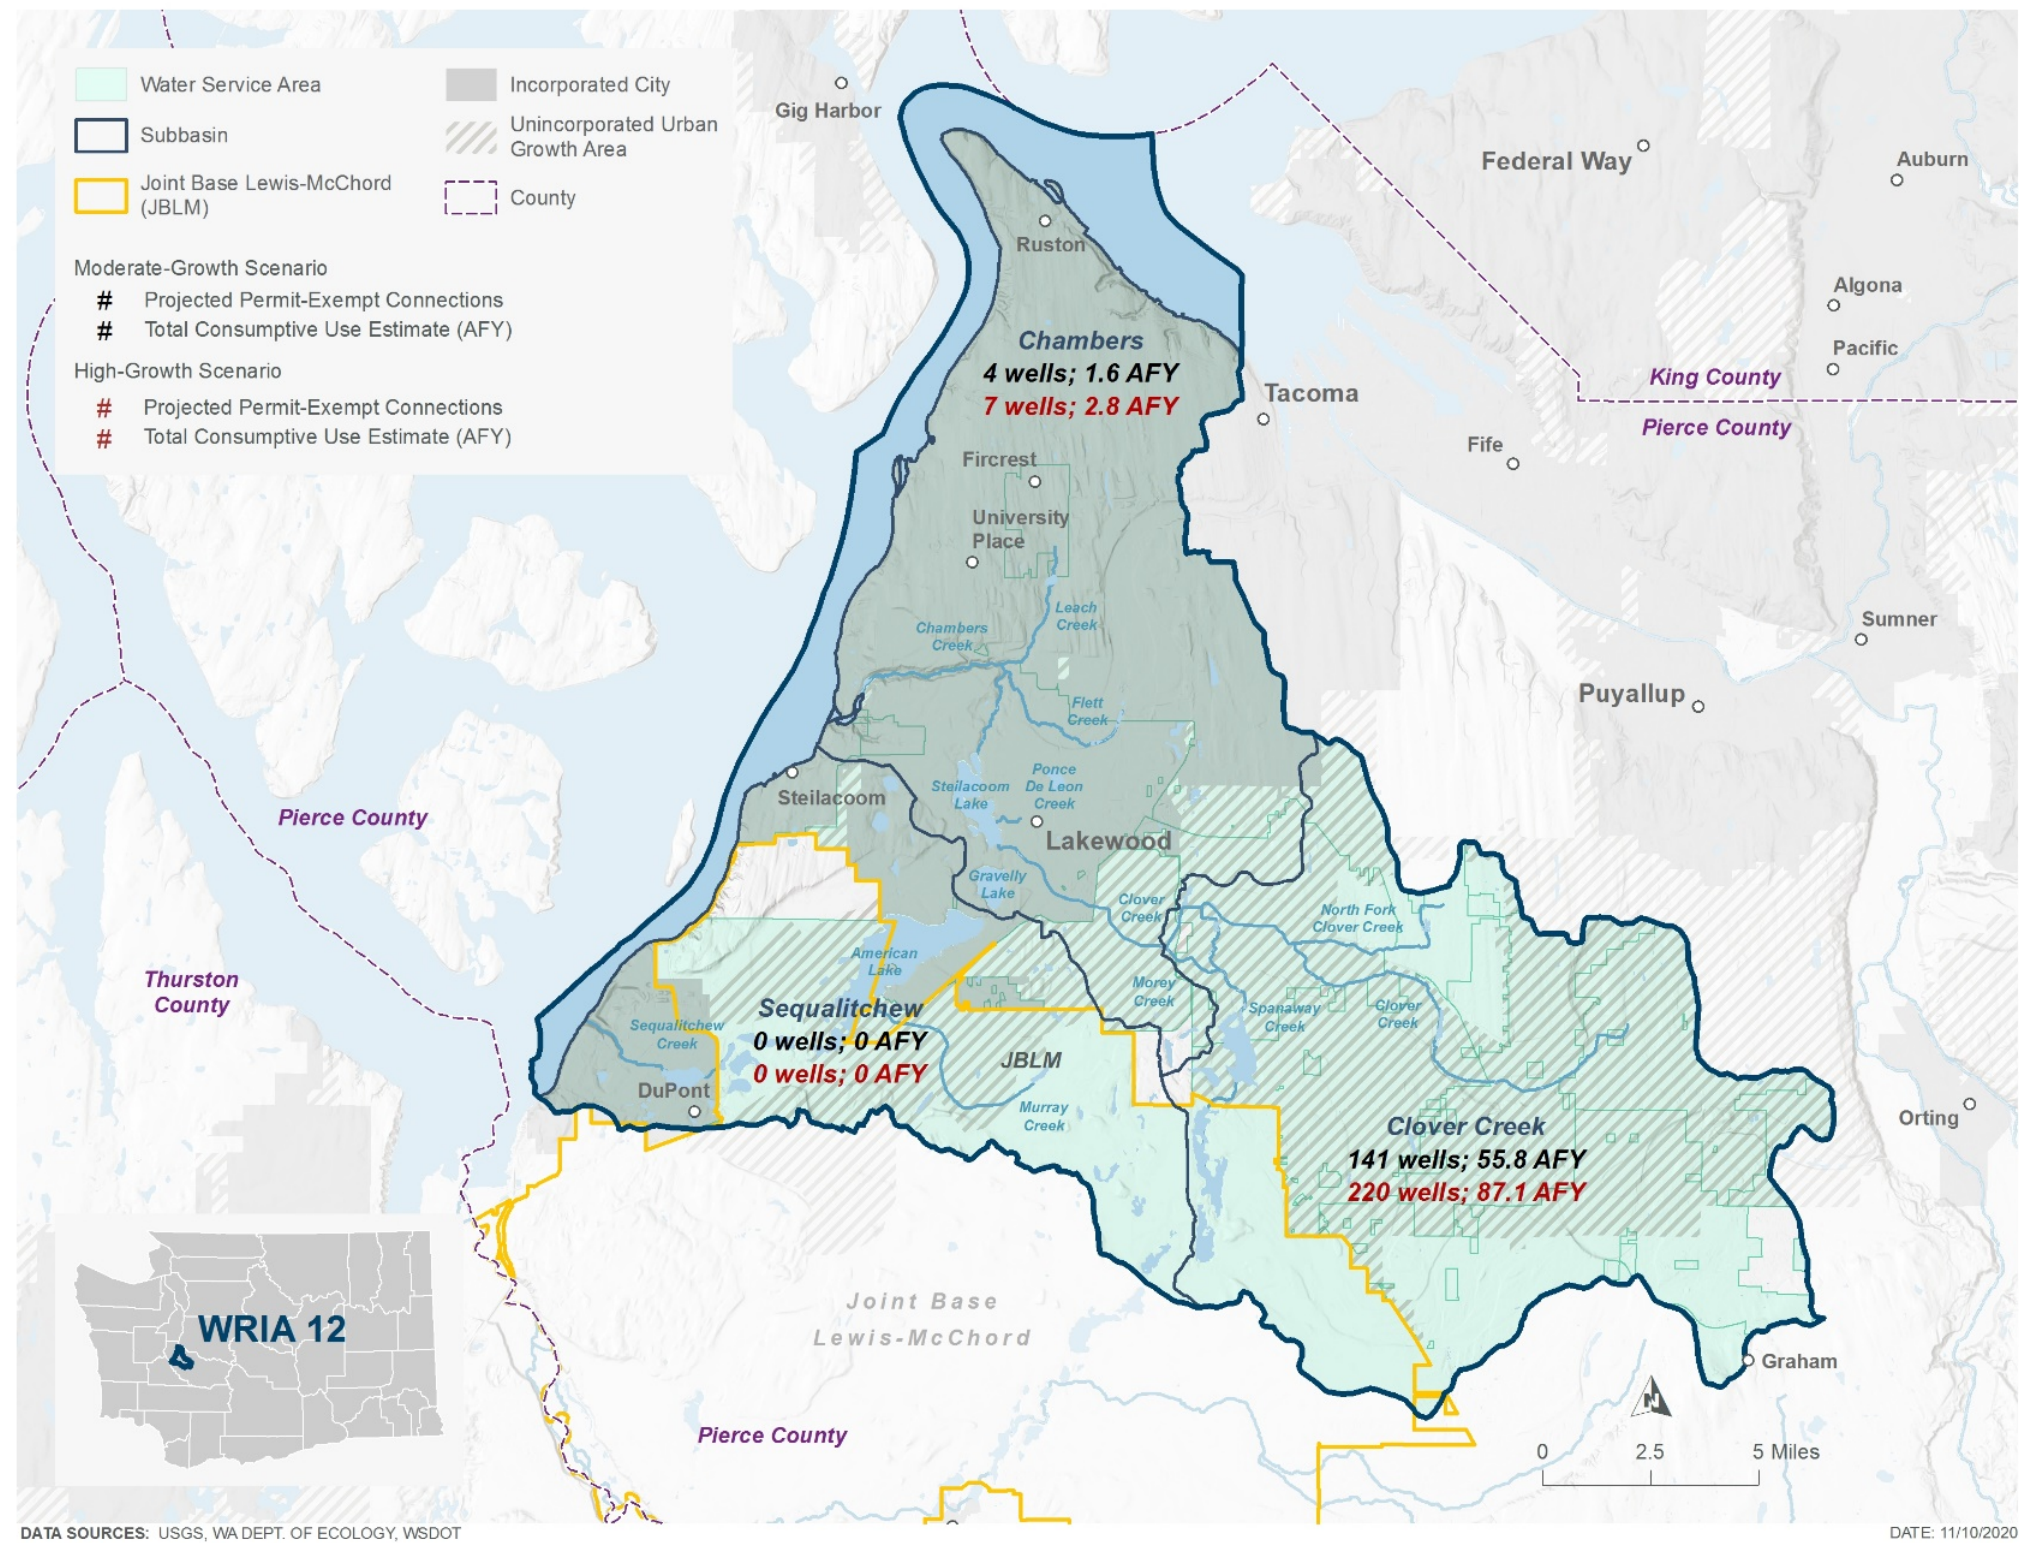 Water Service Area
Subbasin
Joint Base Lewis-McChord
(JBLM)
Incorporated City
Unincorporated Urban
Growth Area
County
Moderate-Growth Scenario
# Projected Permit-Exempt Connections
# Total Consumptive Use Estimate (AFY)
High-Growth Scenario
# Projected Permit-Exempt Connections
# Total Consumptive Use Estimate (AFY)
Gig Harbor
Federal Way
Auburn
Ruston
Algona
Pacific
Chambers
4 wells; 1.6 AFY
7 wells; 2.8 AFY
King County
Pierce County
Tacoma
Fife
Fircrest
University
Place
Leach
Creek
Chambers
Creek
Sumner
Puyallup
Flett
Creek
Steilacoom
Steilacoom
Lake
Ponce
De Leon
Creek
Lakewood
Pierce County
Gravelly
Lake
Clover
Creek
North Fork
Clover Creek
American
Lake
Thurston
County
Morey
Creek
Spanaway
Creek
Clover
Creek
Sequalitchew
0 wells; 0 AFY
0 wells; 0 AFY
Sequalitchew
Creek
JBLM
DuPont
Murray
Creek
Orting
Clover Creek
141 wells; 55.8 AFY
220 wells; 87.1 AFY
Joint Base
Lewis-McChord
WRIA 12
Graham
N
Pierce County
0 2.5 5 Miles
DATA SOURCES: USGS, WA DEPT. OF ECOLOGY, WSDOT
DATE: 11/10/2020